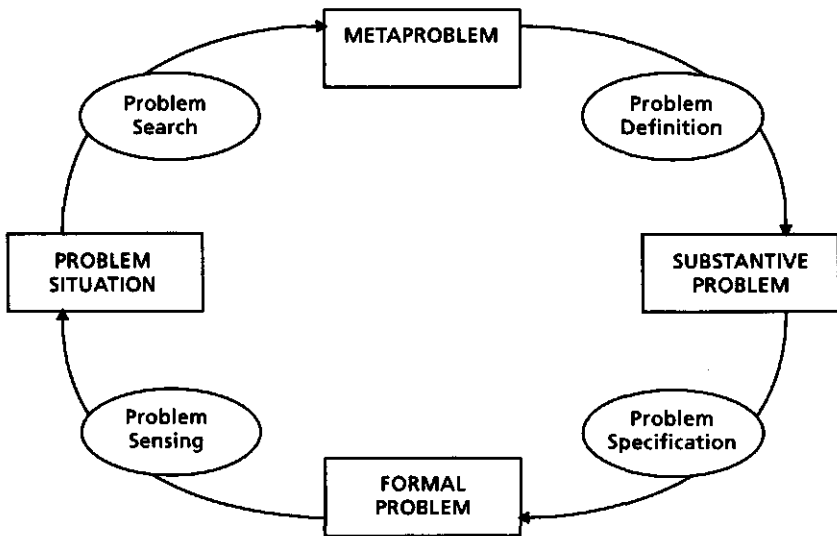 METAPROBLEM
Problem
Search
Problem
Definition
PROBLEM
SITUATION
SUBSTANTIVE
PROBLEM
Problem
Sensing
Problem
Specification
FORMAL
PROBLEM